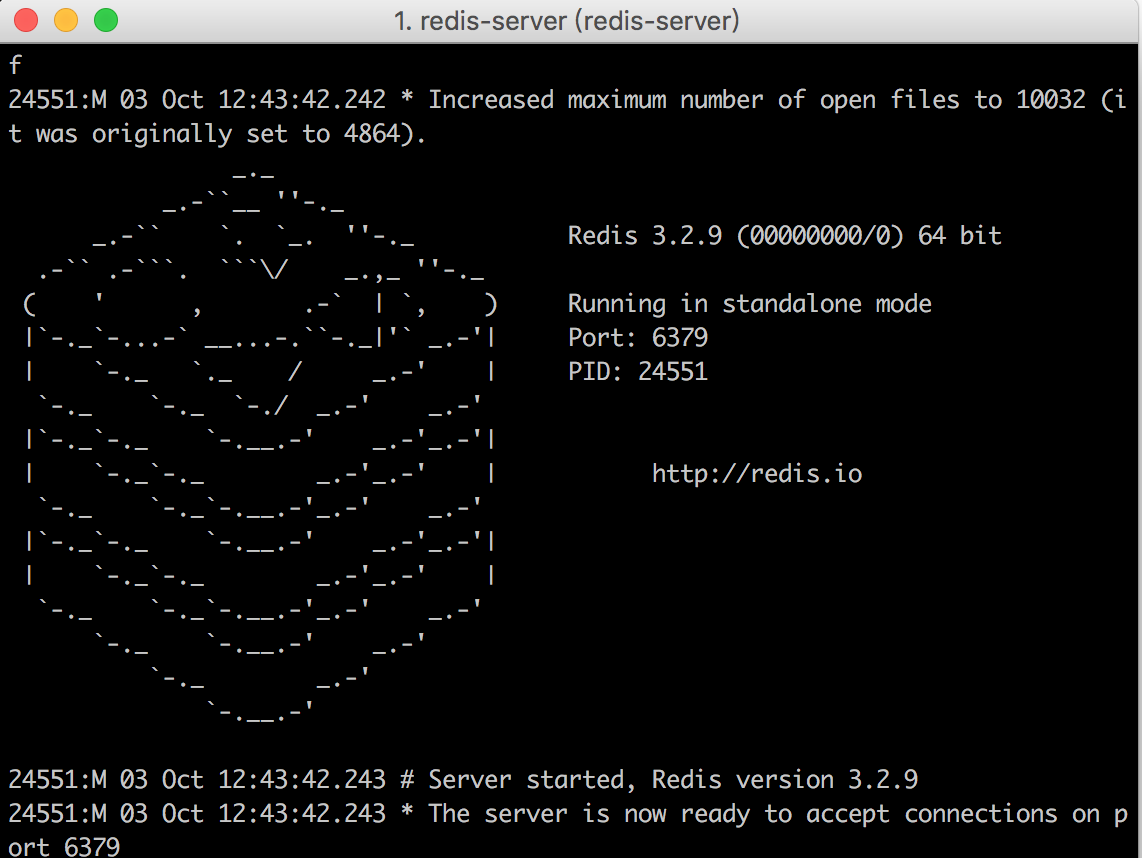 1. redis-server (redis-server)
f
24551:M 03 Oct 12:43:42.242 * Increased maximum number of open files to 10032 (i
t was originally set to 4864).
Redis 3.2.9 (00000000/0) 64 bit
Running in standalone mode
Port: 6379
PID: 24551
http://redis.io
24551:M 03 Oct 12:43:42.243 # Server started, Redis version 3.2.9
24551:M 03 Oct 12:43:42.243 * The server is now ready to accept connections on p
ort 6379